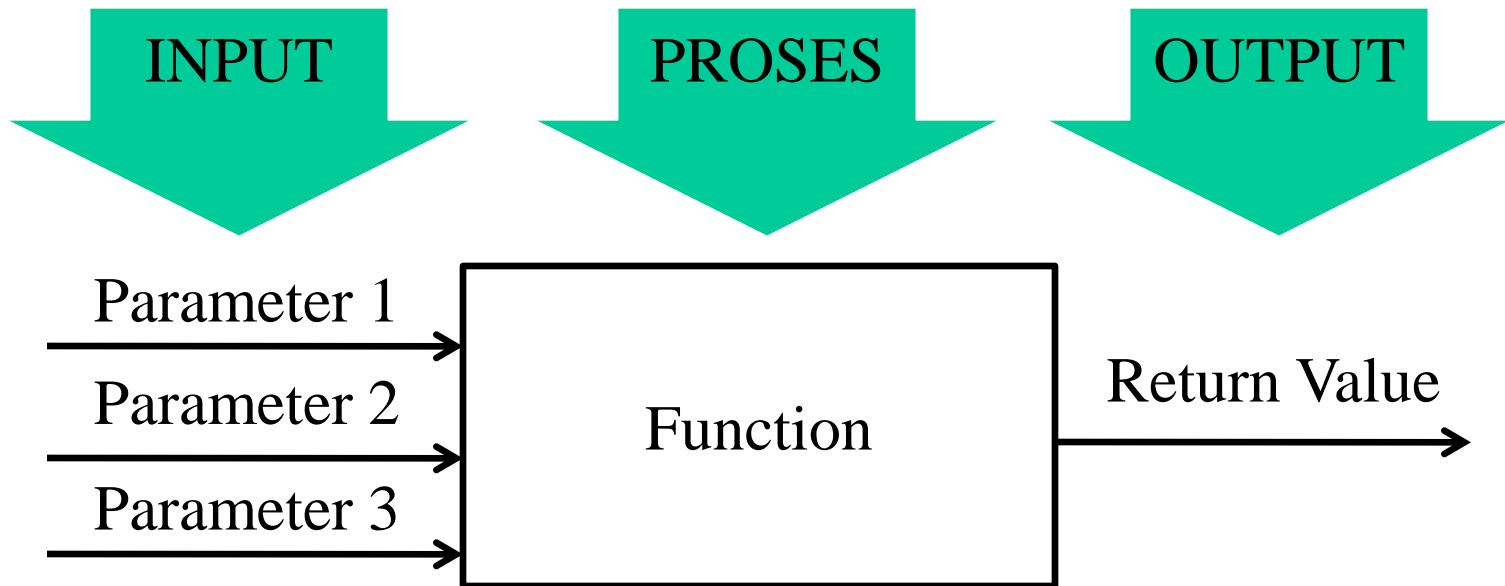 INPUT
PROSES
OUTPUT
Parameter 1
Parameter 2
Parameter 3
Function
Return Value